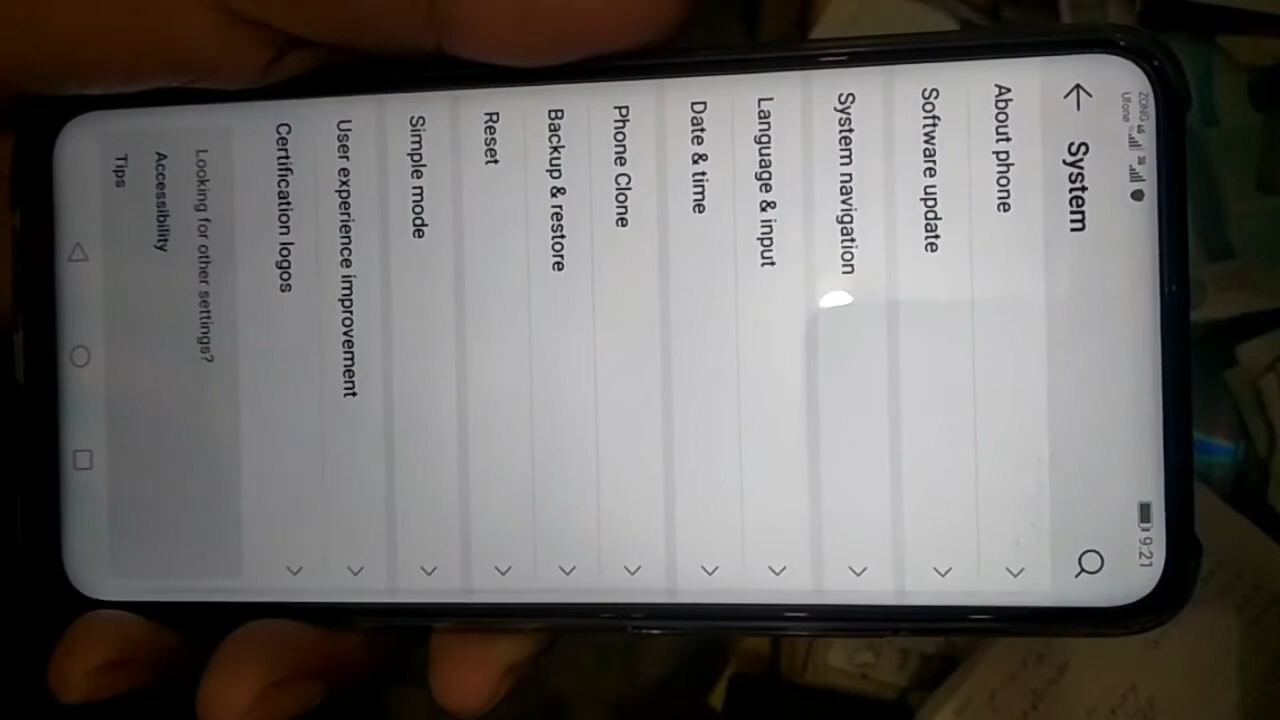 ZONG 4G 3G
Ufone 9:21
System
About phone
Software update
System navigation
Language & input
Date & time
Phone Clone
Backup & restore
Reset
Simple mode
User experience improvement
Certification logos
Looking for other settings?
Accessibility
Tips